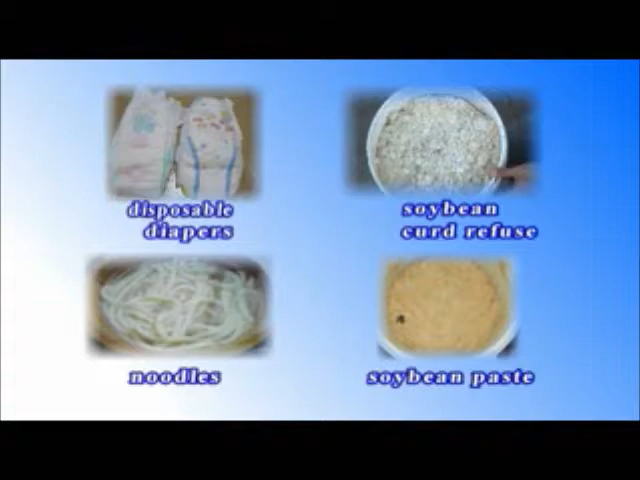 disposable
diapers
soybean
curd refuse
noodles
soybean paste